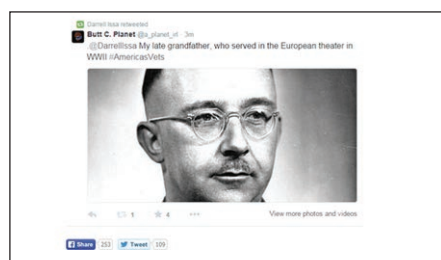 Darrell Issa retweeted
Butt C. Planet @a_planet_irl · 3m
.@DarrellIssa My late grandfather, who served in the European theater in
WWII #AmericasVets
1 4 View more photos and videos
Share 253 Tweet 109